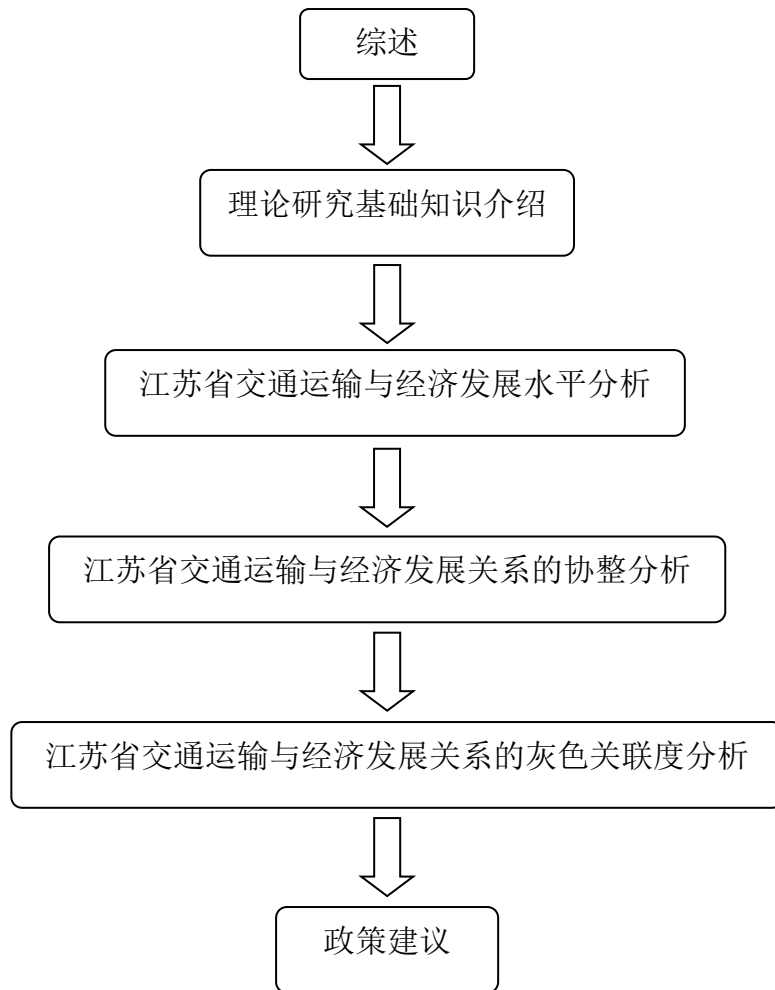 综述
理论研究基础知识介绍
江苏省交通运输与经济发展水平分析
江苏省交通运输与经济发展关系的协整分析
江苏省交通运输与经济发展关系的灰色关联度分析
政策建议